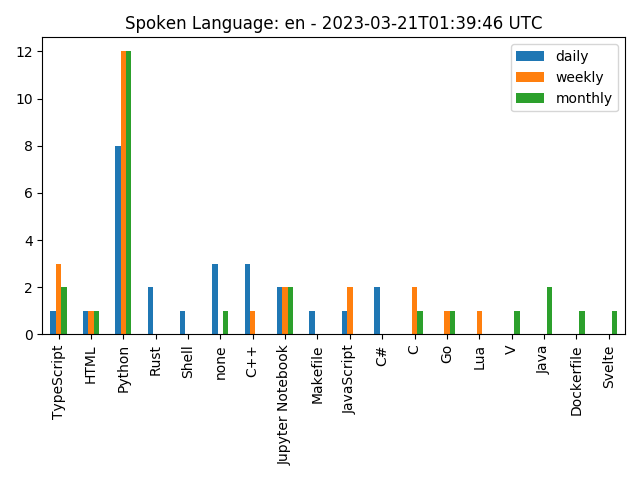 Spoken Language: en - 2023-03-21T01:39:46 UTC
daily
weekly
monthly
12
10
8
6
4
2
0
TypeScript
HTML
Python
Rust
Shell
none
C++
Jupyter Notebook
Makefile
JavaScript
C#
C
Go
Lua
V
Java
Dockerfile
Svelte